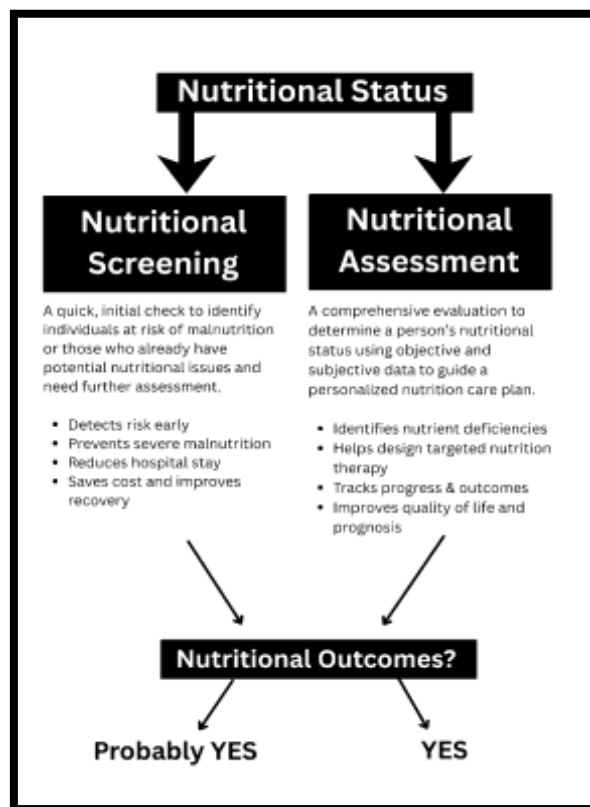 Nutritional Status
Nutritional
Screening
A quick, initial check to identify
individuals at risk of malnutrition
or those who already have
potential nutritional issues and
need further assessment.
• Detects risk early
• Prevents severe malnutrition
• Reduces hospital stay
• Saves cost and improves
recovery
Nutritional
Assessment
A comprehensive evaluation to
determine a person's nutritional
status using objective and
subjective data to guide a
personalized nutrition care plan.
• Identifies nutrient deficiencies
• Helps design targeted nutrition
therapy
• Tracks progress & outcomes
• Improves quality of life and
prognosis
Nutritional Outcomes?
Probably YES
YES